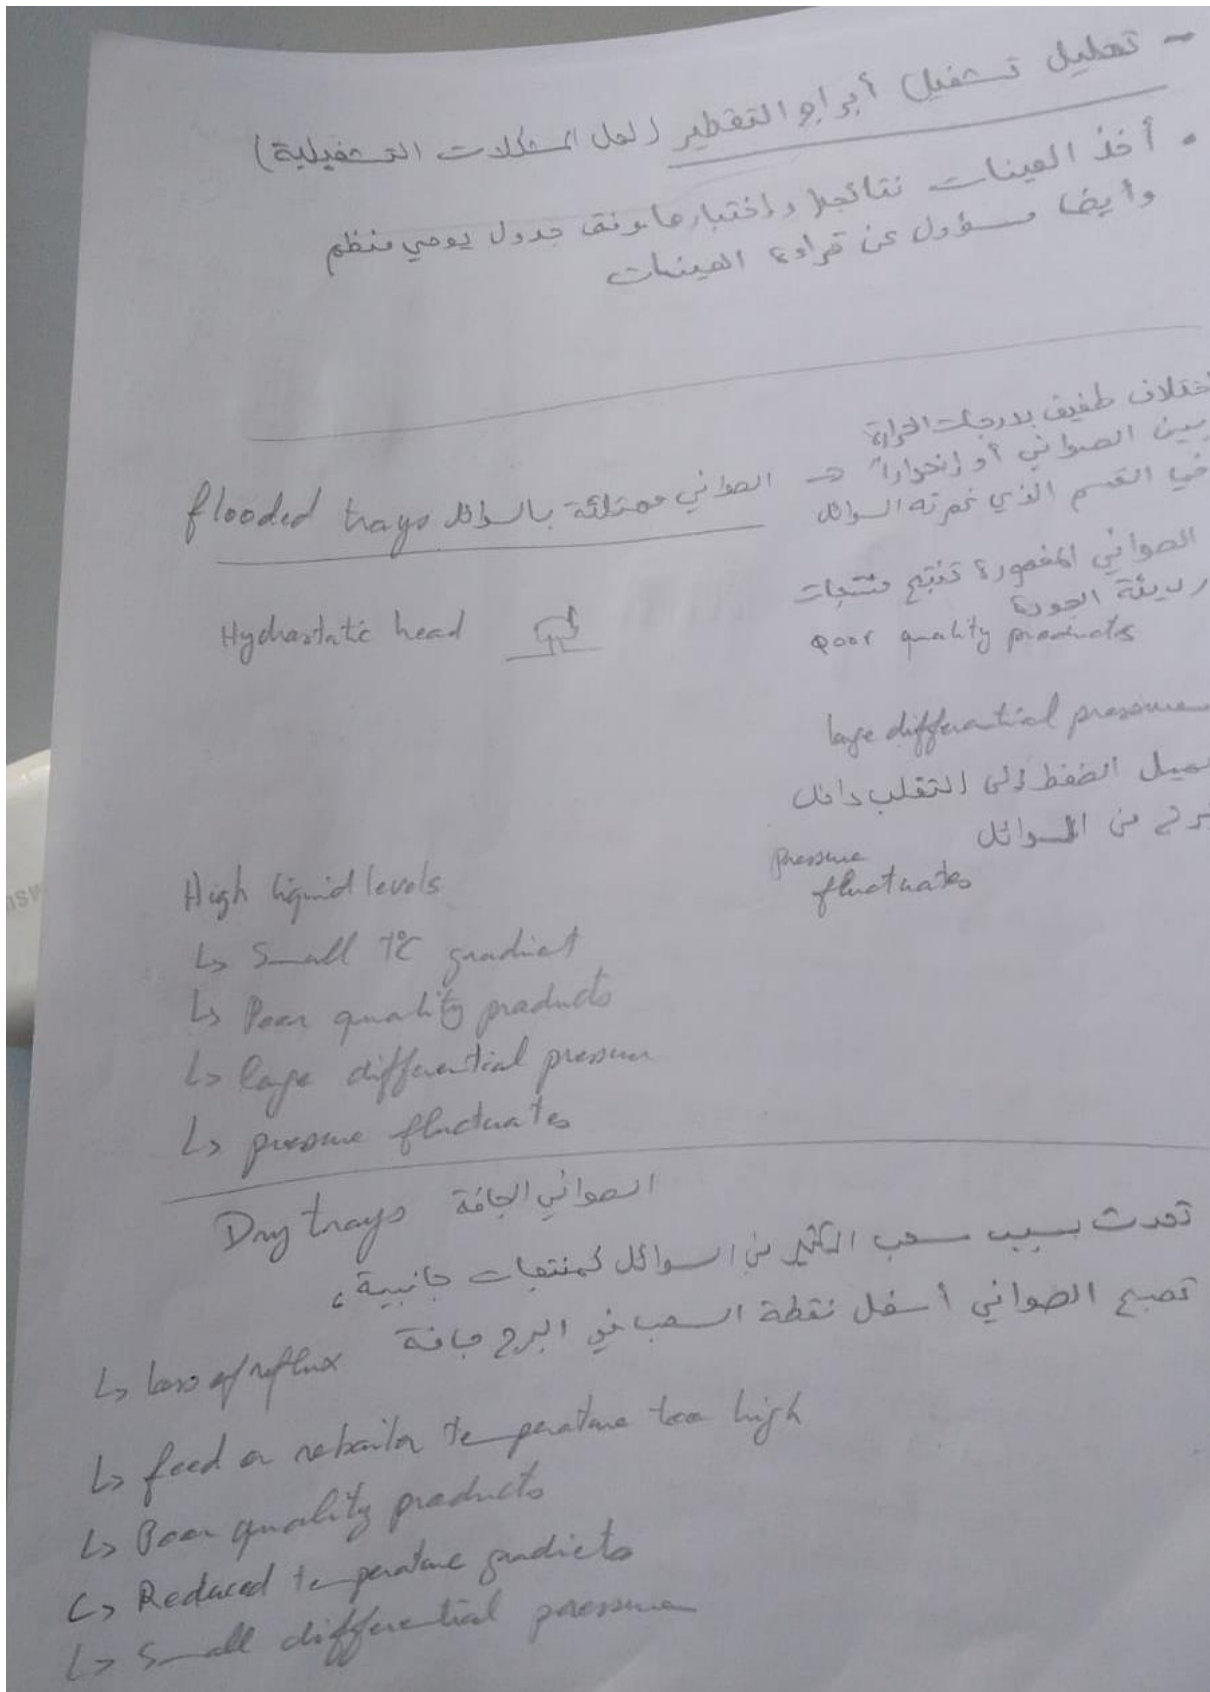 - تحليل تشغيل أبراج التقطير (لحل المشكلات التشغيلية)
• أخذ العينات نتائجها واختبارها وفق جدول يومي منظم
وأيضا مسؤول عن قراءة العينات
اختلاف طفيف بدرجات الحرارة
بين الصواني أو إنحدارا"
في القسم الذي غمرته السوائل
flooded trays الصواني ممتلئة بالسوائل →
الصواني المغمورة تنتج منتجات
رديئة الجودة
poor quality products
Hydrostatic head
large differential pressure
يميل الضغط إلى التقلب داخل
من السوائل
pressure
fluctuates
High liquid levels
↳ Small T°C gradient
↳ Poor quality products
↳ large differential pressure
↳ pressure fluctuates
Dry trays الصواني الجافة
تحدث بسبب سحب الكثير من السوائل كمنتجات جانبية،
تصبح الصواني أسفل نقطة السحب في البرج جافة
↳ loss of reflux
↳ feed or reboiler temperature too high
↳ Poor quality products
↳ Reduced temperature gradients
↳ Small differential pressure